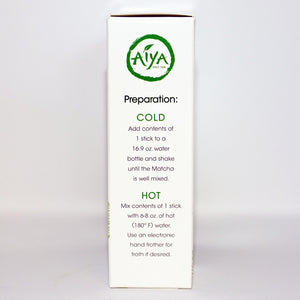 AIYA
Preparation:
COLD
Add contents of
1 stick to a
16.9 oz. water
bottle and shake
until the Matcha
is well mixed.
HOT
Mix contents of 1 stick
with 6-8 oz. of hot
(180° F) water.
Use an electronic
hand frother for
froth if desired.